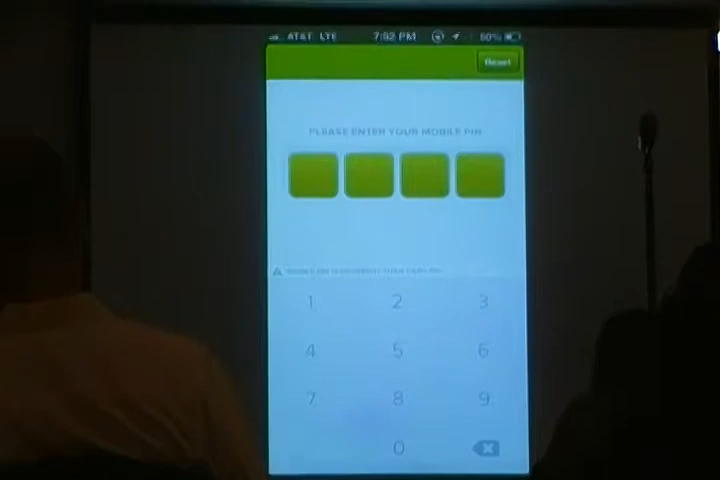 AT&T LTE 7:52 PM 50%
Reset
PLEASE ENTER YOUR MOBILE PIN
1 2 3
4 5 6
7 8 9
0